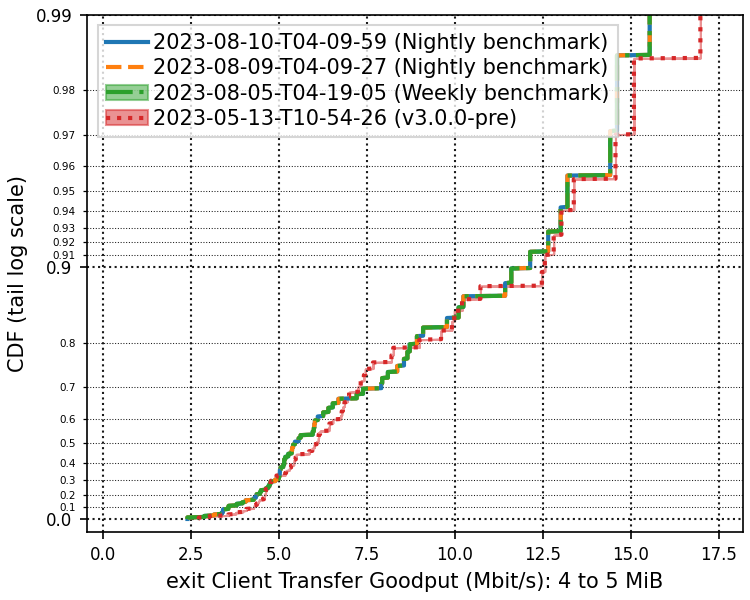 0.99
2023-08-10-T04-09-59 (Nightly benchmark)
2023-08-09-T04-09-27 (Nightly benchmark)
2023-08-05-T04-19-05 (Weekly benchmark)
2023-05-13-T10-54-26 (v3.0.0-pre)
0.98
0.97
0.96
0.95
0.94
0.93
0.92
0.91
0.9
0.8
0.7
0.6
0.5
0.4
0.3
0.2
0.1
0.0
CDF (tail log scale)
0.0 2.5 5.0 7.5 10.0 12.5 15.0 17.5
exit Client Transfer Goodput (Mbit/s): 4 to 5 MiB